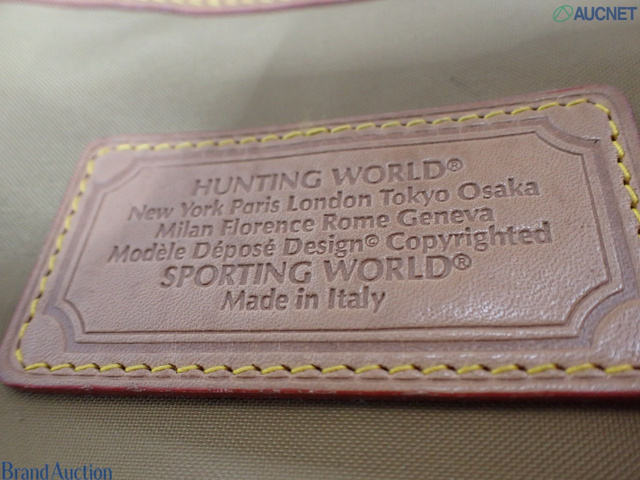 AUCNET
HUNTING WORLD®
New York Paris London Tokyo Osaka
Milan Florence Rome Geneva
Modèle Déposé Design© Copyrighted
SPORTING WORLD®
Made in Italy
Brand Auction